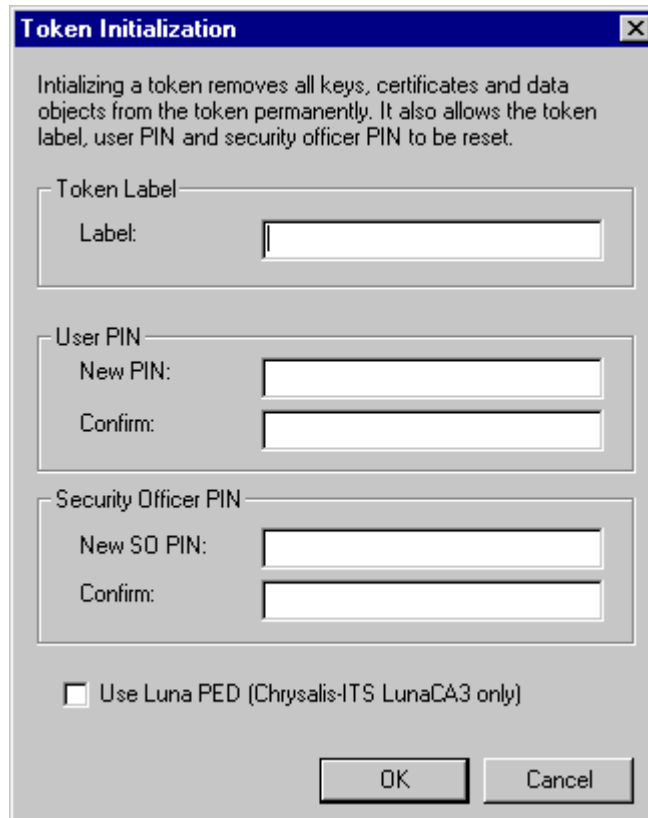 Token Initialization
Intializing a token removes all keys, certificates and data
objects from the token permanently. It also allows the token
label, user PIN and security officer PIN to be reset.
Token Label
Label:
User PIN
New PIN:
Confirm:
Security Officer PIN
New SO PIN:
Confirm:
Use Luna PED (Chrysalis-ITS LunaCA3 only)
OK Cancel